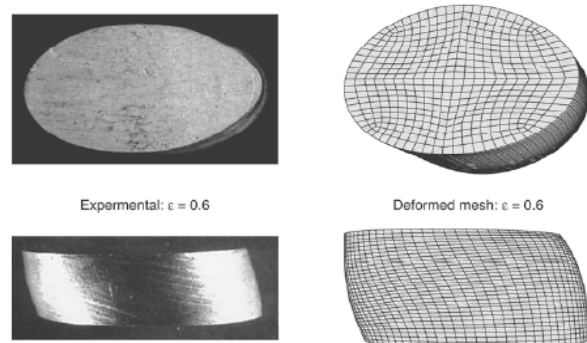 Expermental: ε = 0.6
Deformed mesh: ε = 0.6